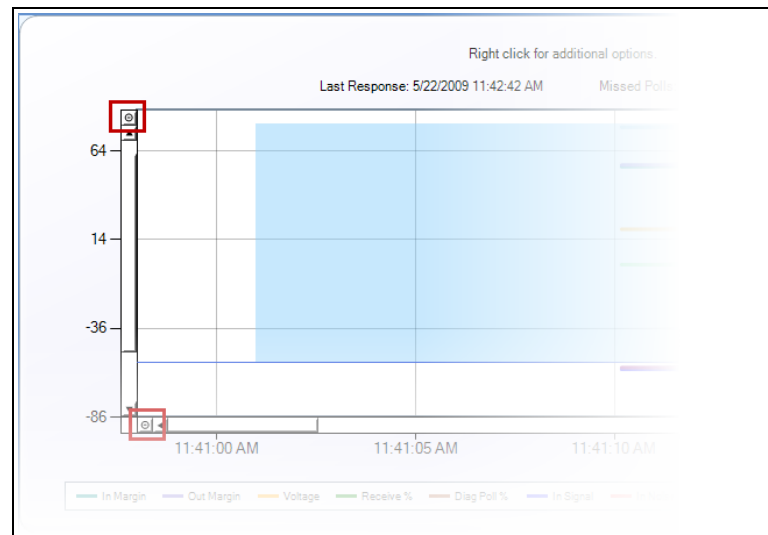 Right click for additional options.
Last Response: 5/22/2009 11:42:42 AM Missed Polls
64
14
-36
-86
11:41:00 AM 11:41:05 AM 11:41:10 AM
In Margin Out Margin Voltage Receive % Diag Poll % In Signal